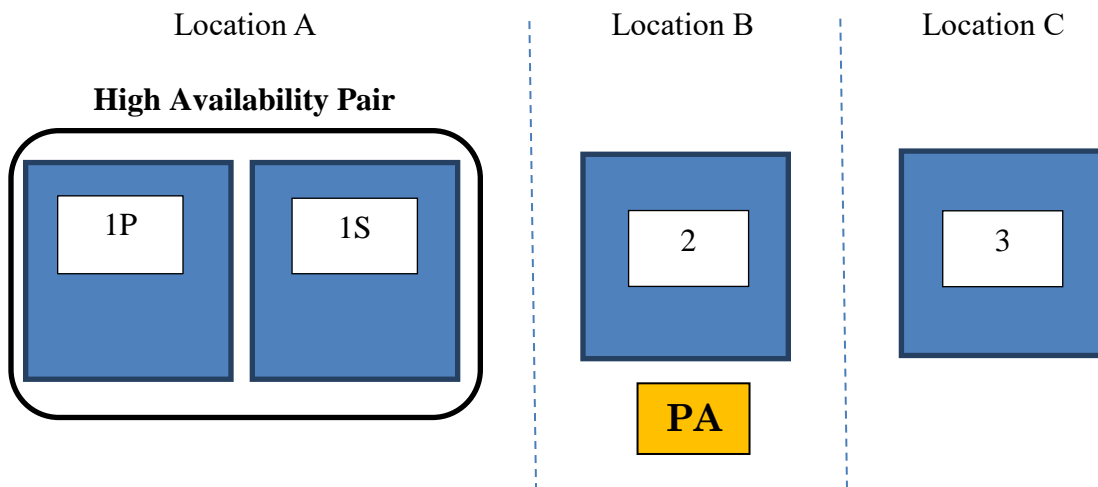 Location A
Location B
Location C
High Availability Pair
1P
1S
2
3
PA